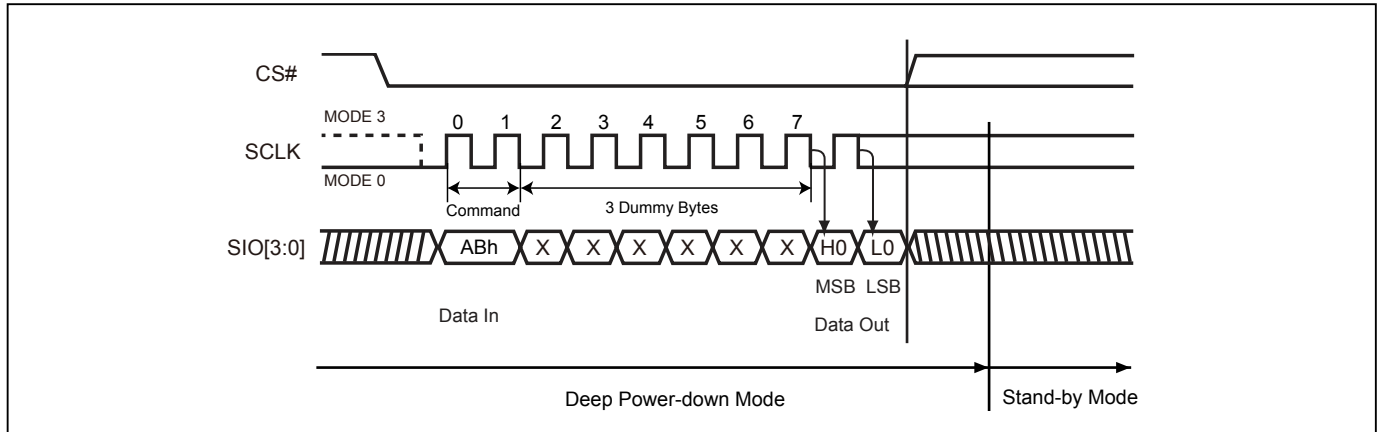 CS#
MODE 3
0 1 2 3 4 5 6 7
SCLK
MODE 0
Command
3 Dummy Bytes
SIO[3:0]
ABh X X X X X X H0 L0
MSB LSB
Data In
Data Out
Deep Power-down Mode
Stand-by Mode